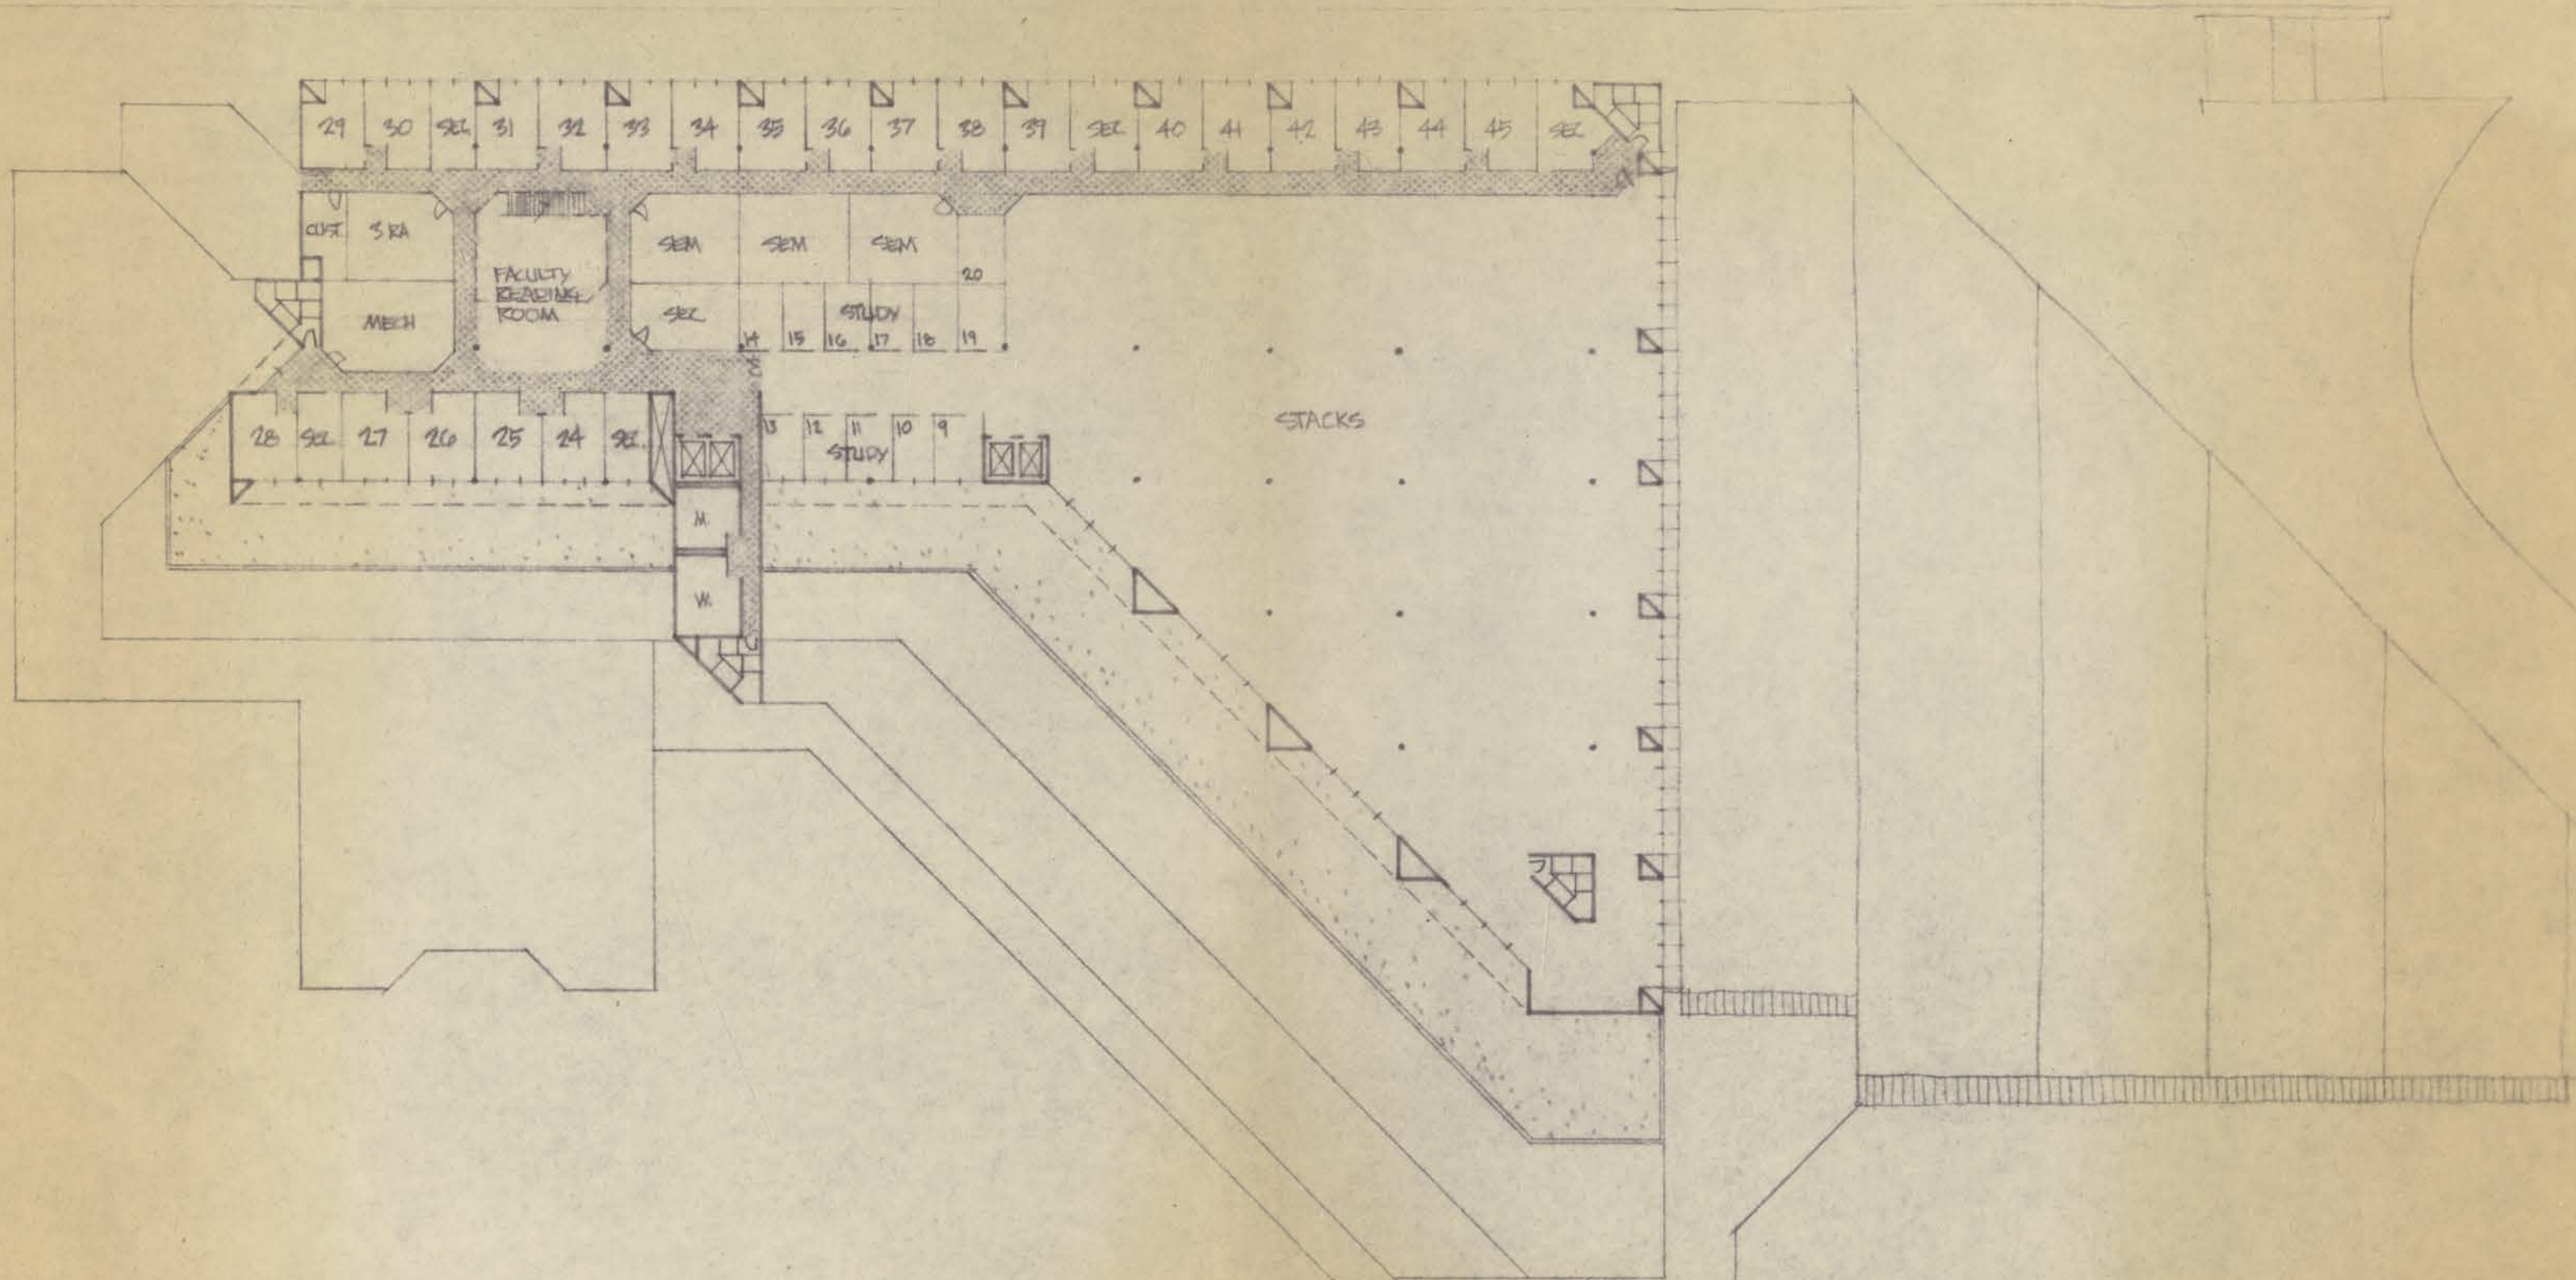 29 30 SEC 31 32 33 34 35 36 37 38 39 SEC 40 41 42 43 44 45 SEC
CUST. 3 RA
SEM SEM SEM
FACULTY
READING
ROOM
20
MECH
SEC
STUDY
14 15 16 17 18 19
28 SEC 27 26 25 24 SEC.
13 12 11 10 9
STUDY
STACKS
M.
W.